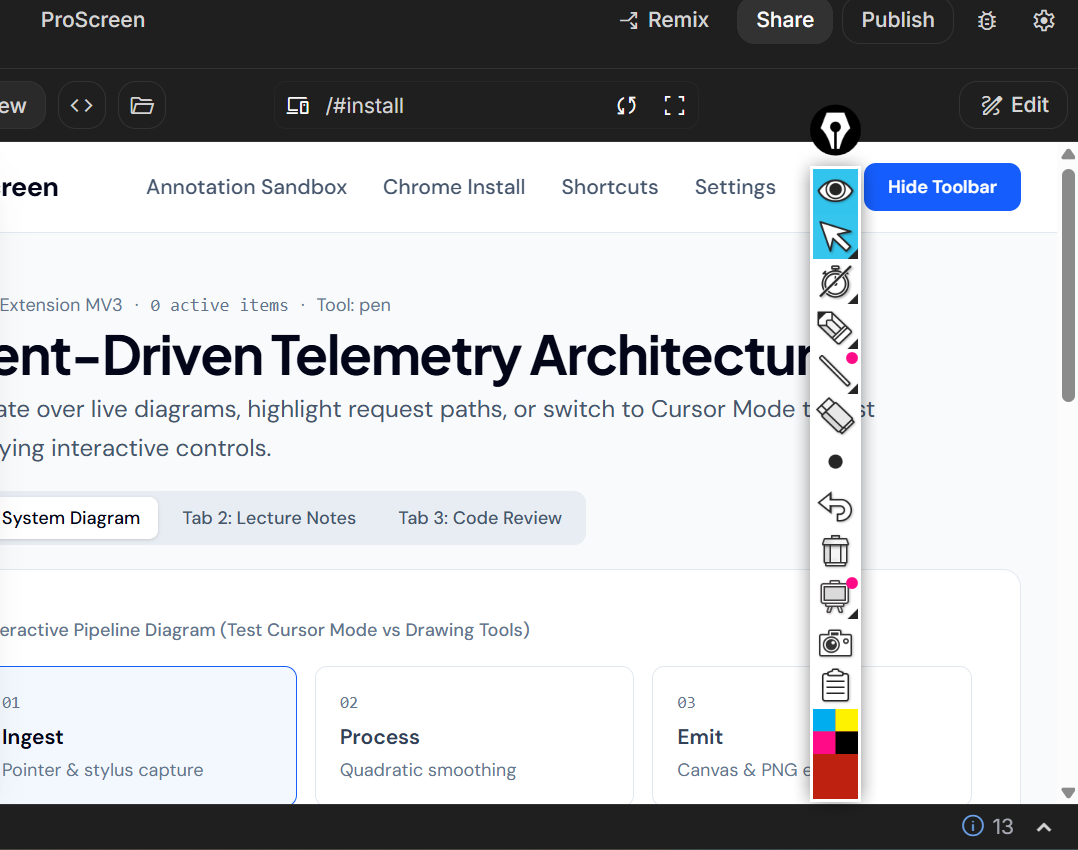 ProScreen
Remix
Share
Publish
ew
/#install
Edit
creen
Annotation Sandbox
Chrome Install
Shortcuts
Settings
Hide Toolbar
Extension MV3 · 0 active items · Tool: pen
ent-Driven Telemetry Architectur
ate over live diagrams, highlight request paths, or switch to Cursor Mode t st
ying interactive controls.
System Diagram
Tab 2: Lecture Notes
Tab 3: Code Review
eractive Pipeline Diagram (Test Cursor Mode vs Drawing Tools)
01
Ingest
Pointer & stylus capture
02
Process
Quadratic smoothing
03
Emit
Canvas & PNG e
13